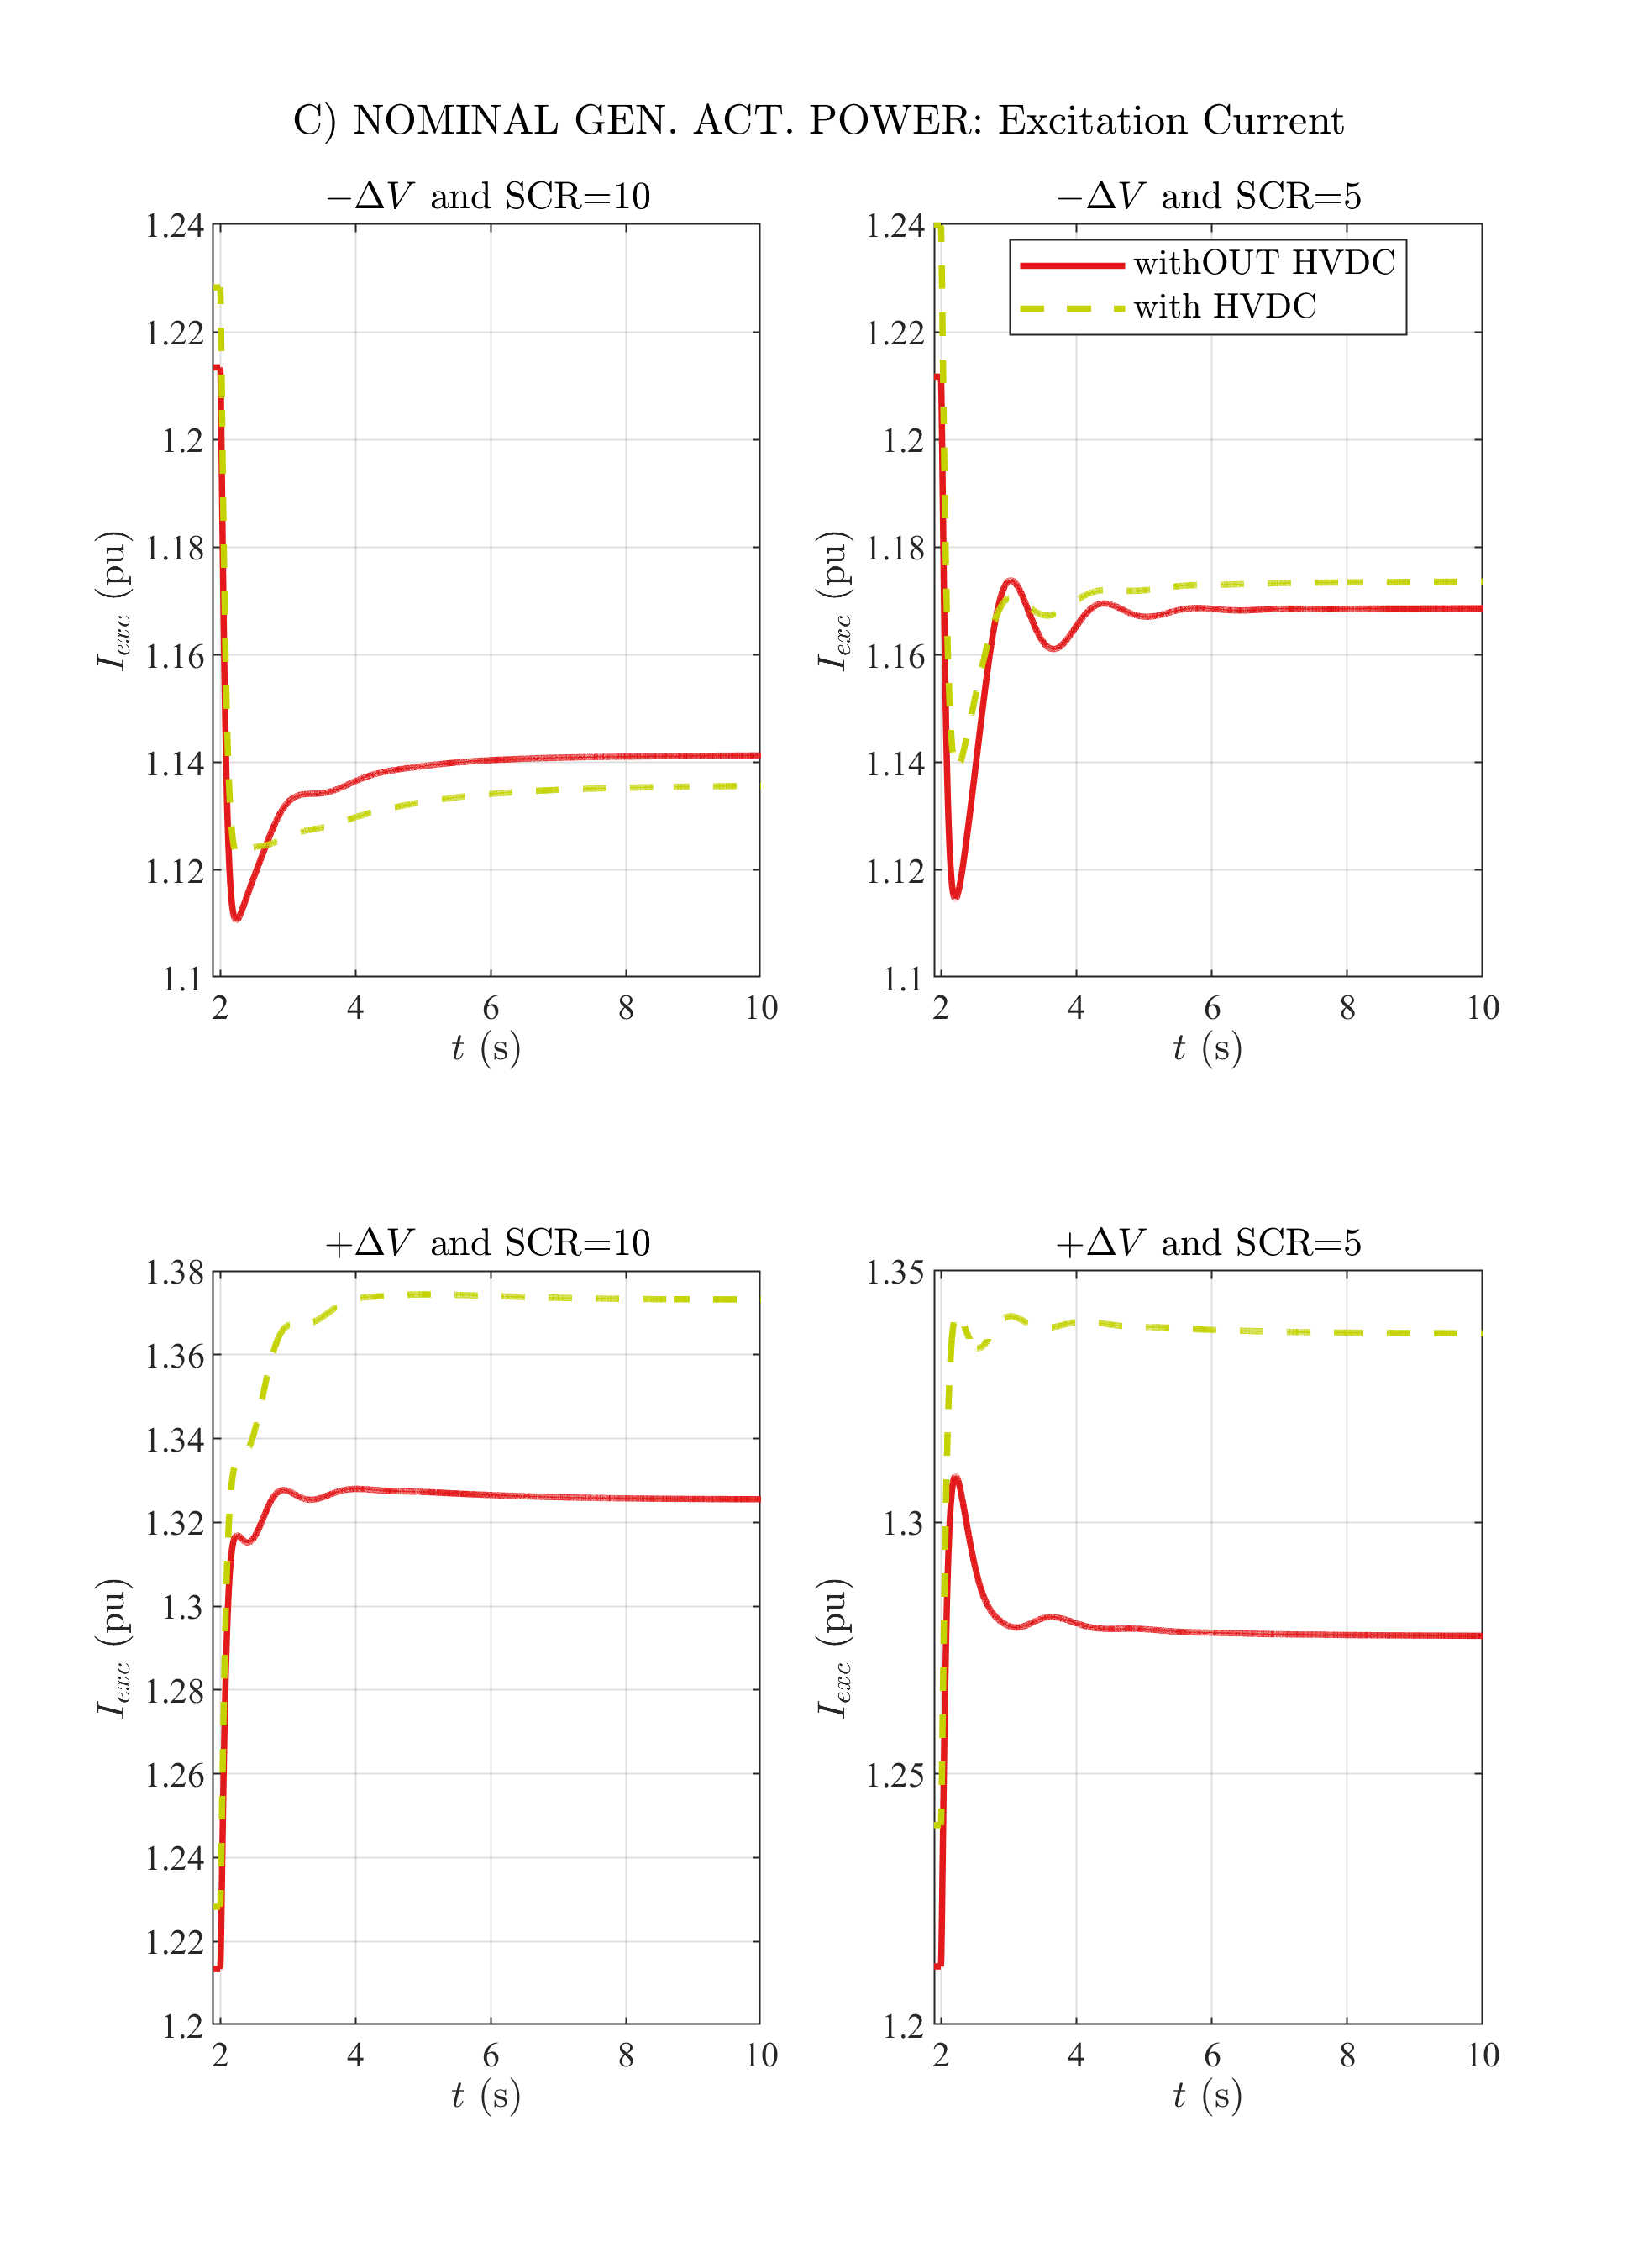 C) NOMINAL GEN. ACT. POWER: Excitation Current
−ΔV and SCR=10
1.24
1.22
1.2
1.18
1.16
1.14
1.12
1.1
I_exc (pu)
2 4 6 8 10
t (s)
−ΔV and SCR=5
withOUT HVDC
with HVDC
1.24
1.22
1.2
1.18
1.16
1.14
1.12
1.1
I_exc (pu)
2 4 6 8 10
t (s)
+ΔV and SCR=10
1.38
1.36
1.34
1.32
1.3
1.28
1.26
1.24
1.22
1.2
I_exc (pu)
2 4 6 8 10
t (s)
+ΔV and SCR=5
1.35
1.3
1.25
1.2
I_exc (pu)
2 4 6 8 10
t (s)